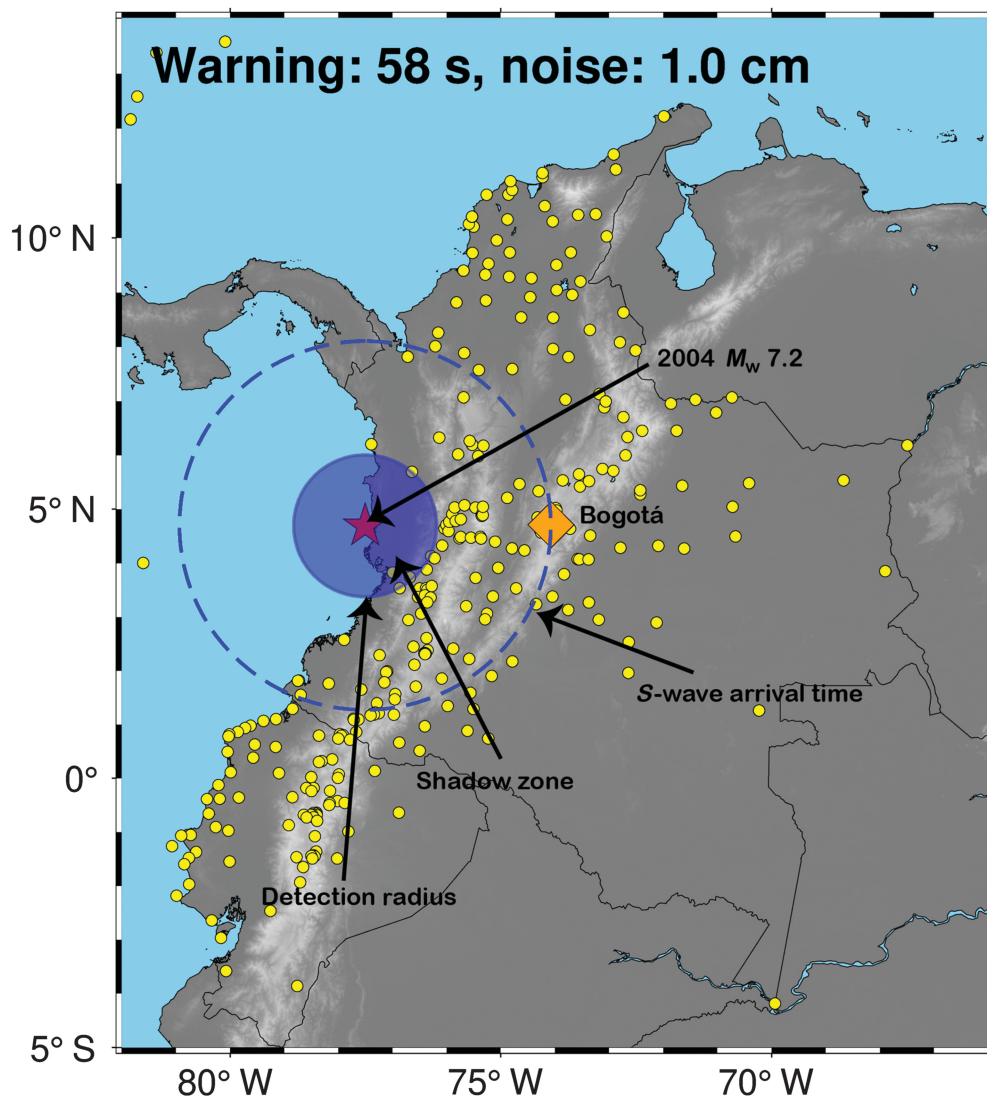 Warning: 58 s, noise: 1.0 cm
10° N
2004 Mw 7.2
5° N
Bogotá
S-wave arrival time
0°
Shadow zone
Detection radius
5° S
80° W
75° W
70° W